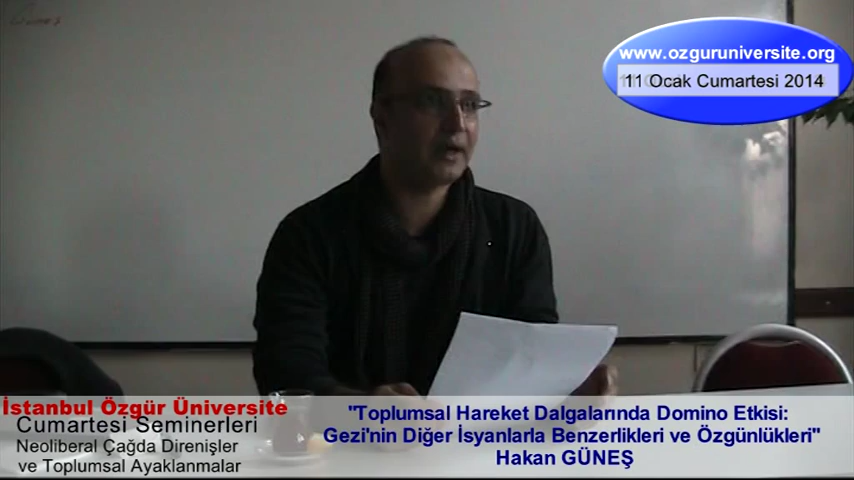 Güneş
www.ozguruniversite.org
11 Ocak Cumartesi 2014
İstanbul Özgür Üniversite
Cumartesi Seminerleri
Neoliberal Çağda Direnişler
ve Toplumsal Ayaklanmalar
"Toplumsal Hareket Dalgalarında Domino Etkisi:
Gezi'nin Diğer İsyanlarla Benzerlikleri ve Özgünlükleri"
Hakan GÜNEŞ